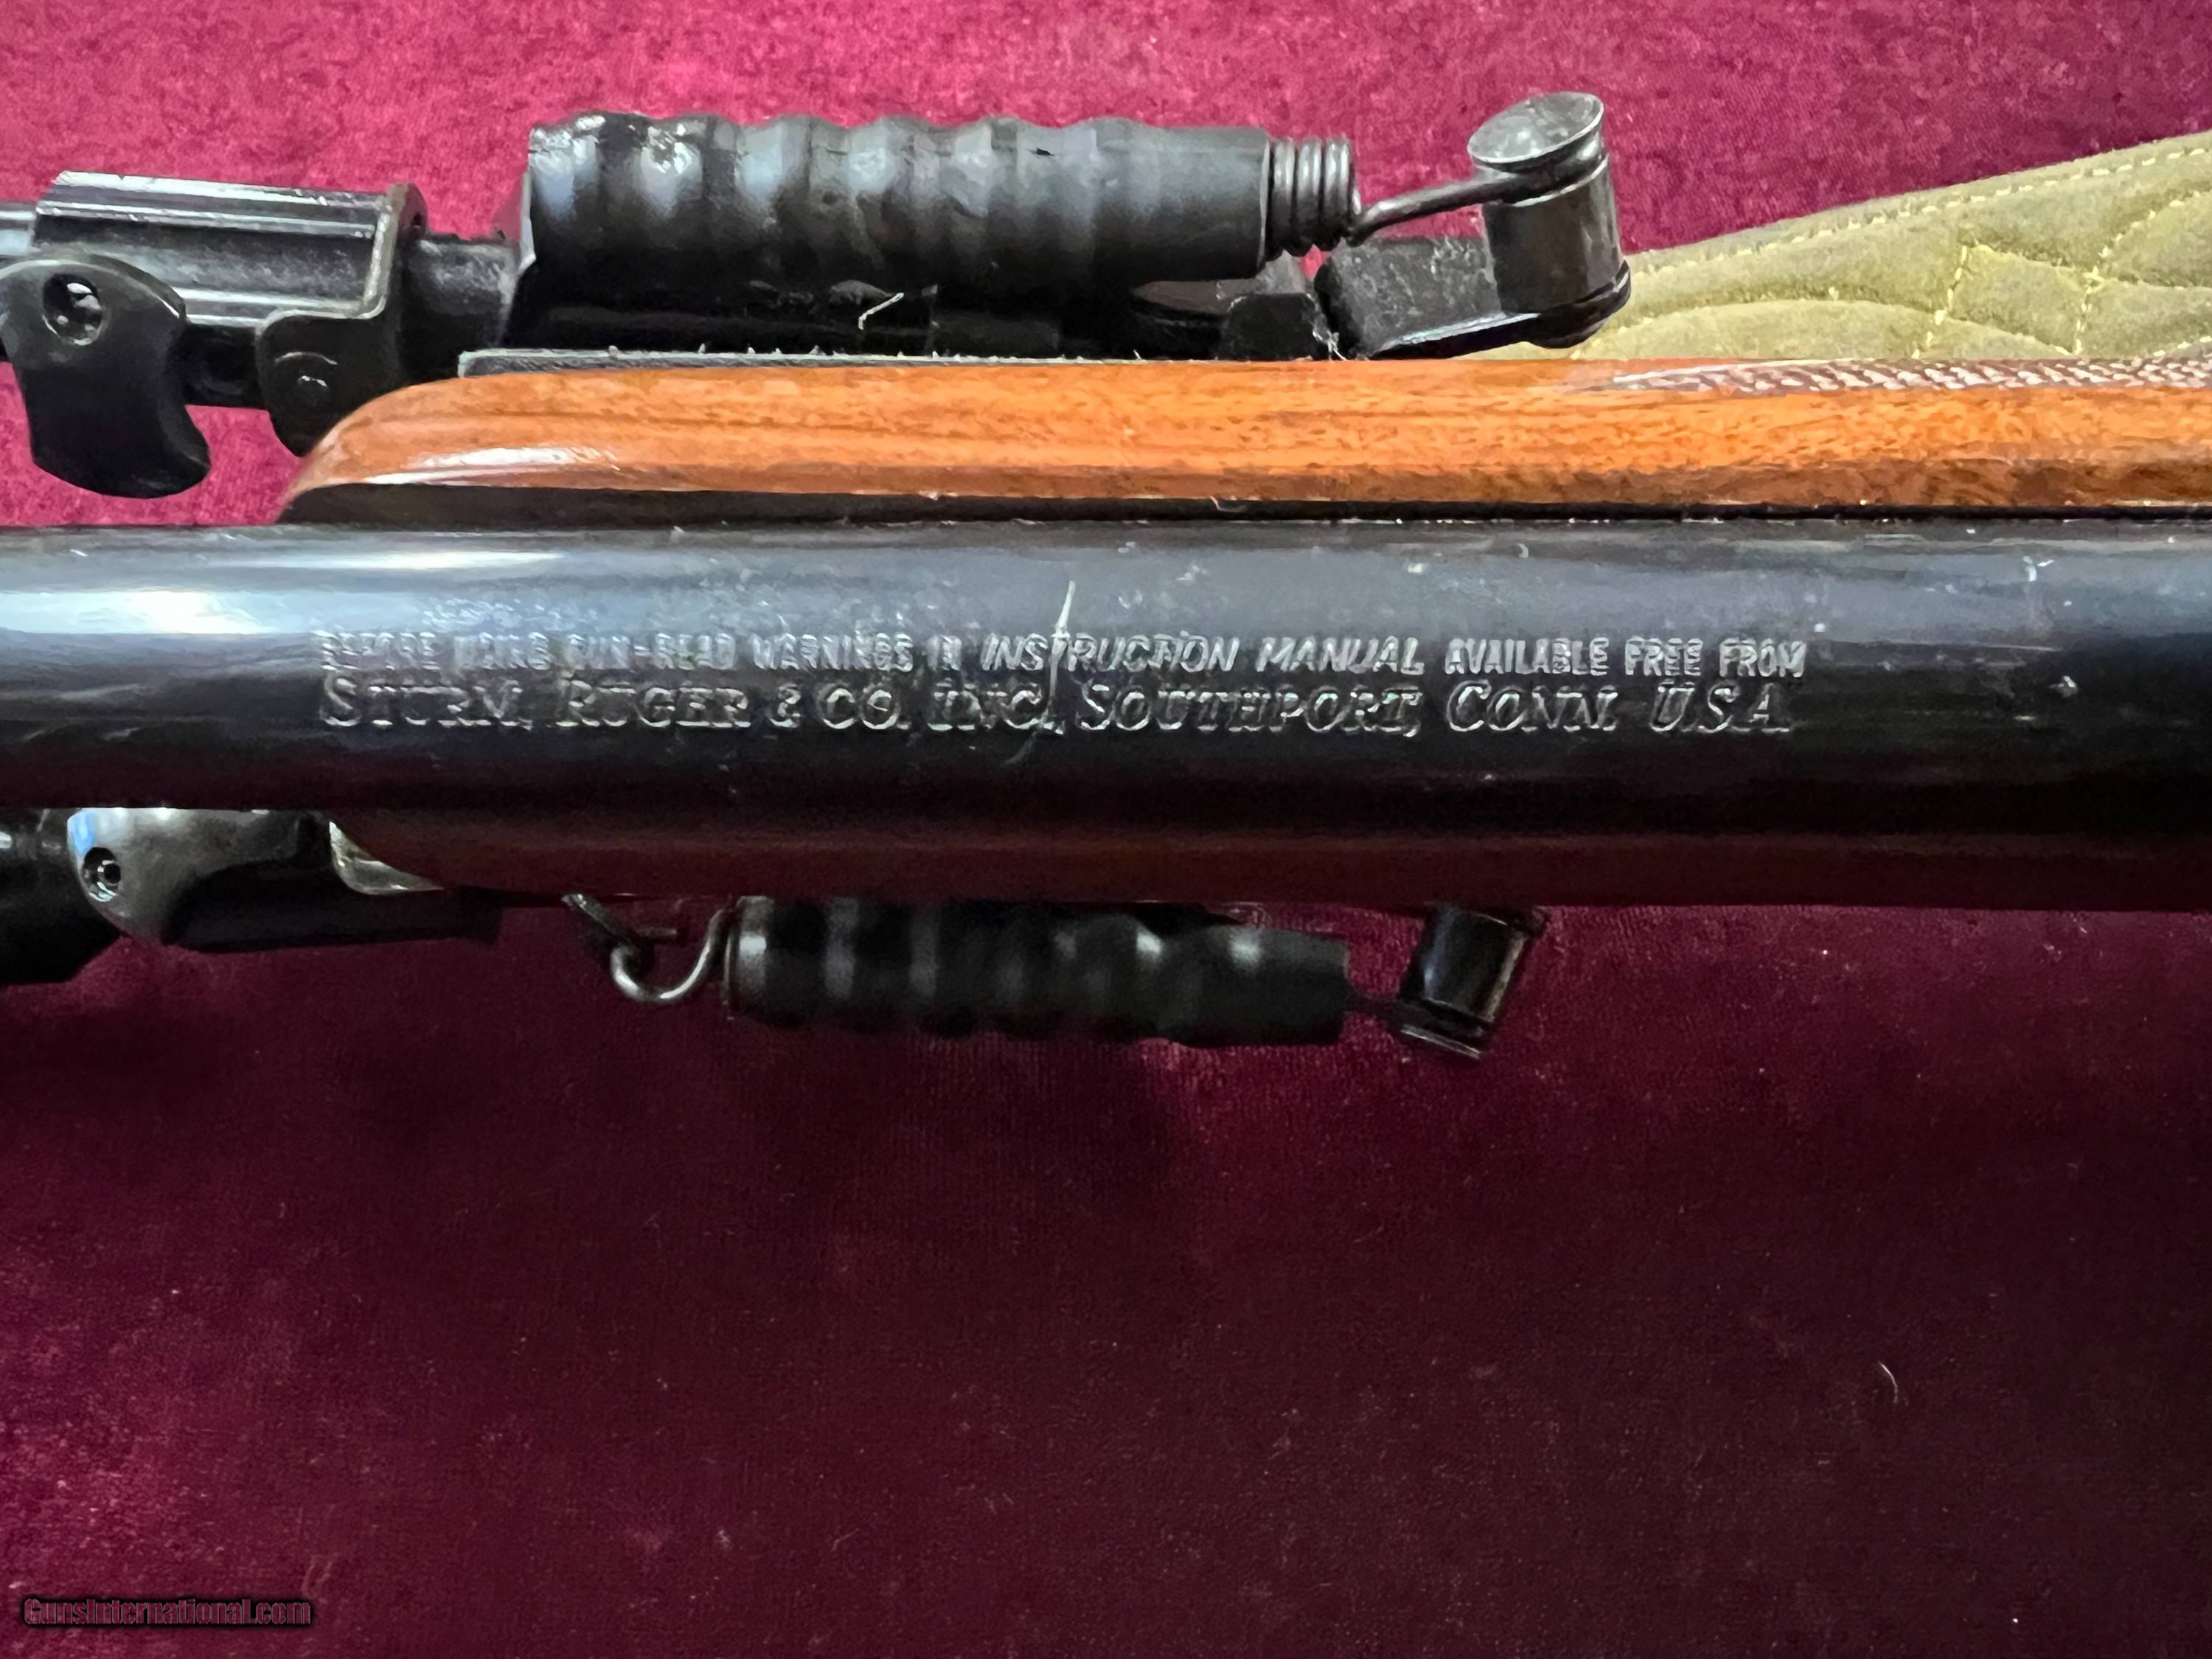 BEFORE USING GUN-READ WARNINGS IN INSTRUCTION MANUAL AVAILABLE FREE FROM
STURM, RUGER & CO. INC., SOUTHPORT, CONN. U.S.A.
GunsInternational.com